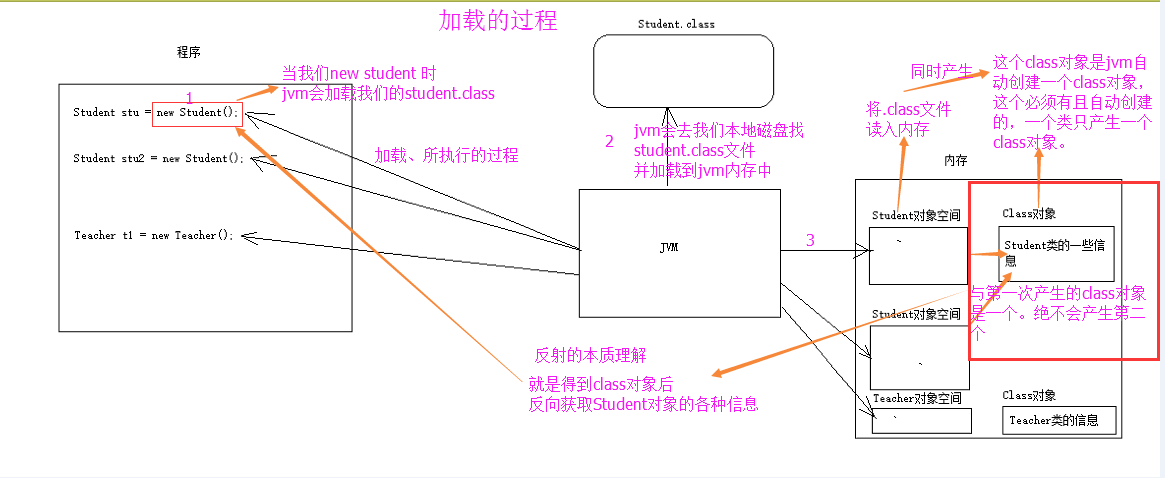 加载的过程
Student.class
程序
当我们new student 时
jvm会加载我们的student.class
1
Student stu = new Student();
Student stu2 = new Student();
Teacher t1 = new Teacher();
加载、所执行的过程
2
jvm会去我们本地磁盘找
student.class文件
并加载到jvm内存中
JVM
3
同时产生
将.class文件
读入内存
这个class对象是jvm自
动创建一个class对象，
这个必须有且自动创建
的，一个类只产生一个
class对象。
内存
Student对象空间
Class对象
Student类的一些信
息
与第一次产生的class对象
是一个。绝不会产生第二
个
Student对象空间
Teacher对象空间
Class对象
Teacher类的信息
反射的本质理解
就是得到class对象后
反向获取Student对象的各种信息